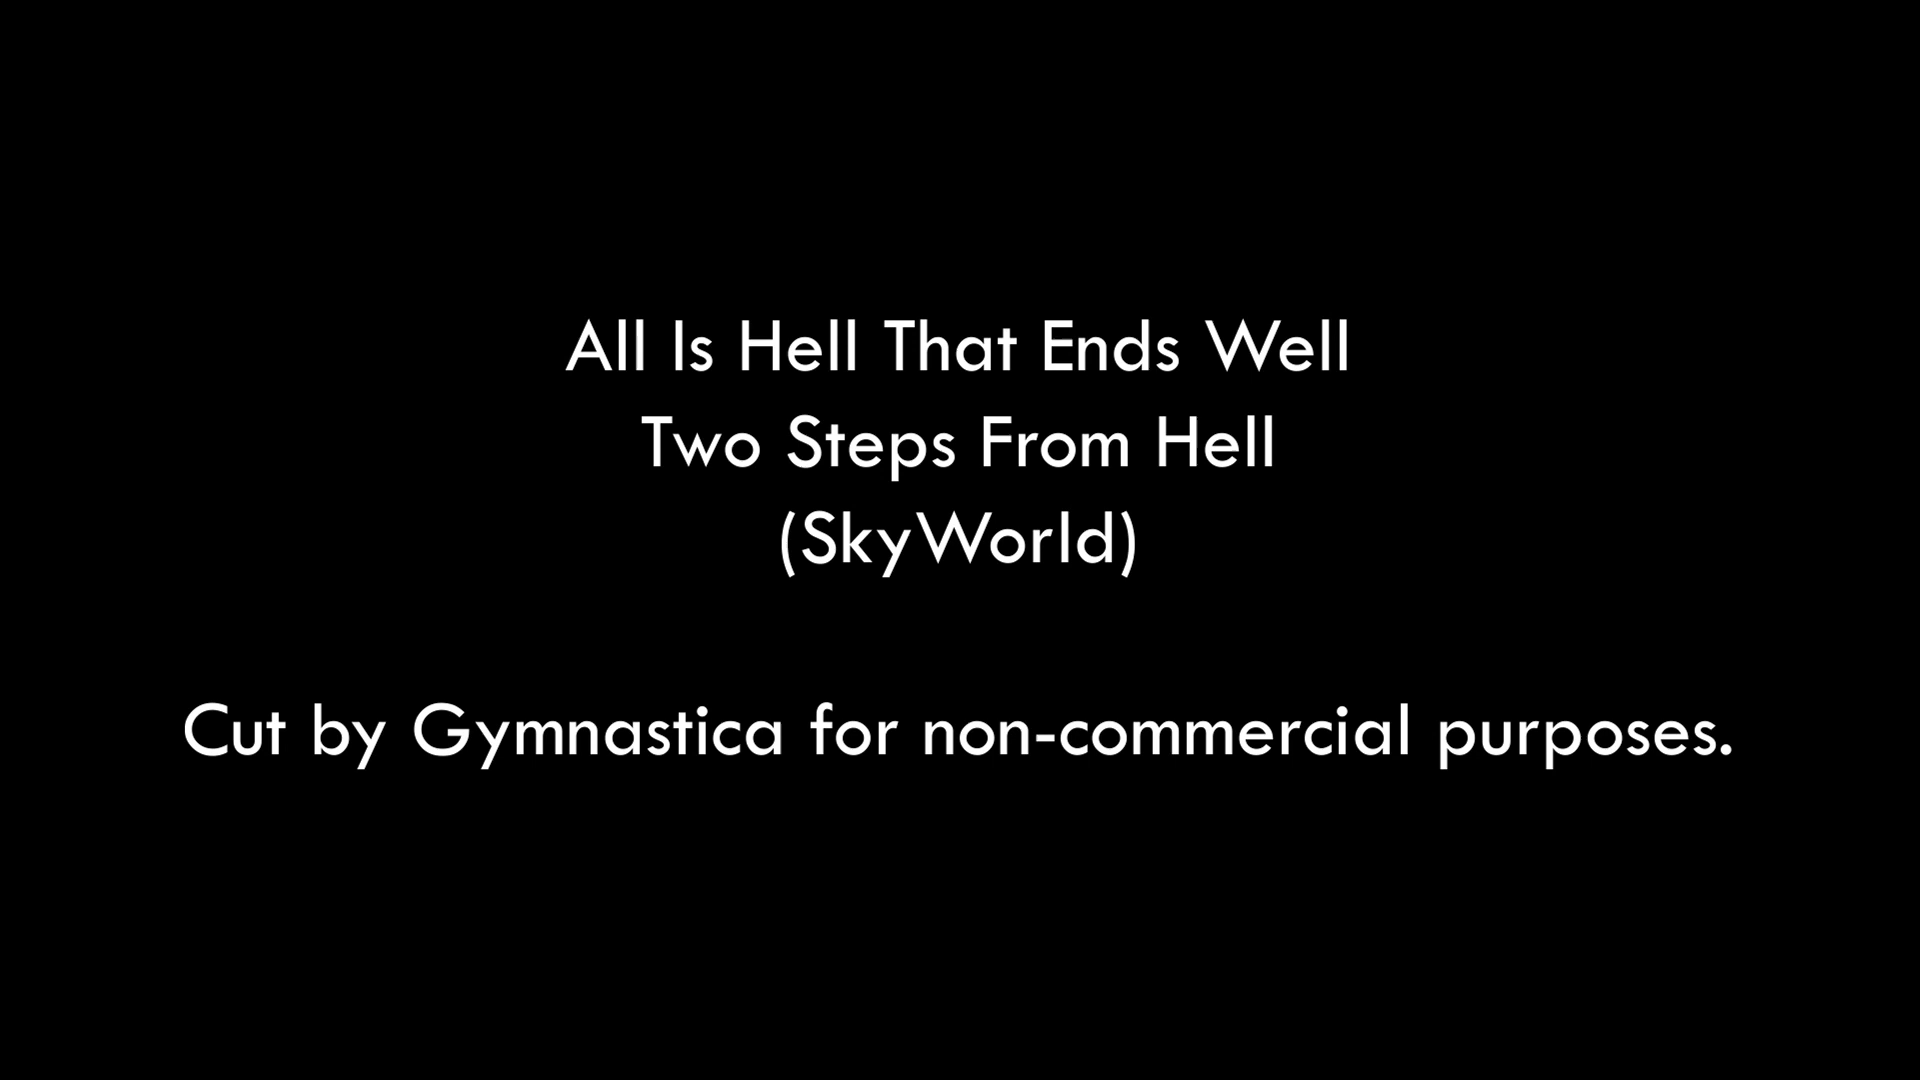 All Is Hell That Ends Well
Two Steps From Hell
(SkyWorld)
Cut by Gymnastica for non-commercial purposes.